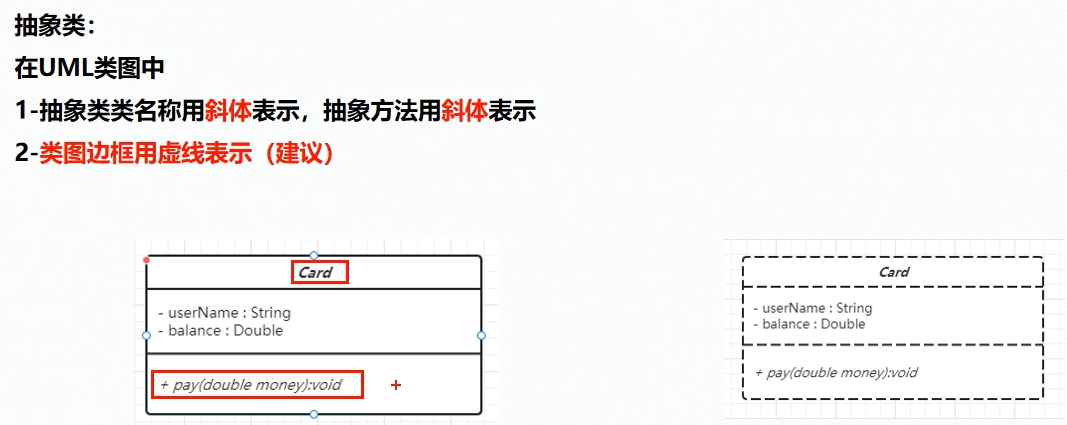 抽象类：
在UML类图中
1-抽象类类名称用斜体表示，抽象方法用斜体表示
2-类图边框用虚线表示（建议）
Card
- userName : String
- balance : Double
+ pay(double money):void
Card
- userName : String
- balance : Double
+ pay(double money):void